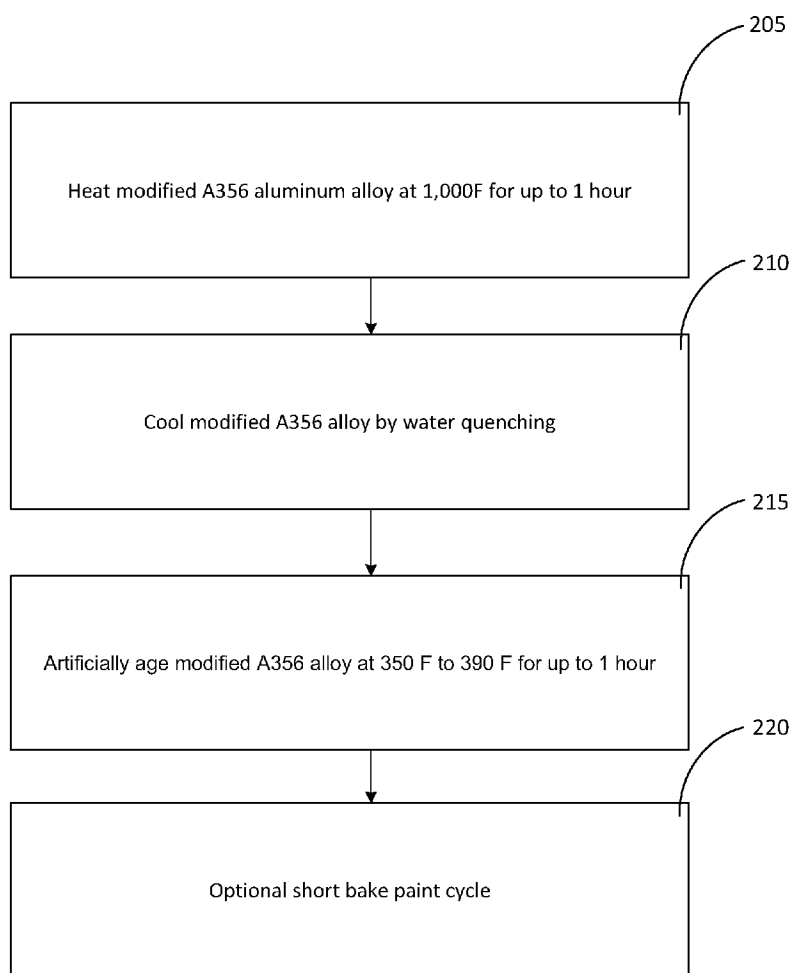 205
Heat modified A356 aluminum alloy at 1,000F for up to 1 hour
210
Cool modified A356 alloy by water quenching
215
Artificially age modified A356 alloy at 350 F to 390 F for up to 1 hour
220
Optional short bake paint cycle